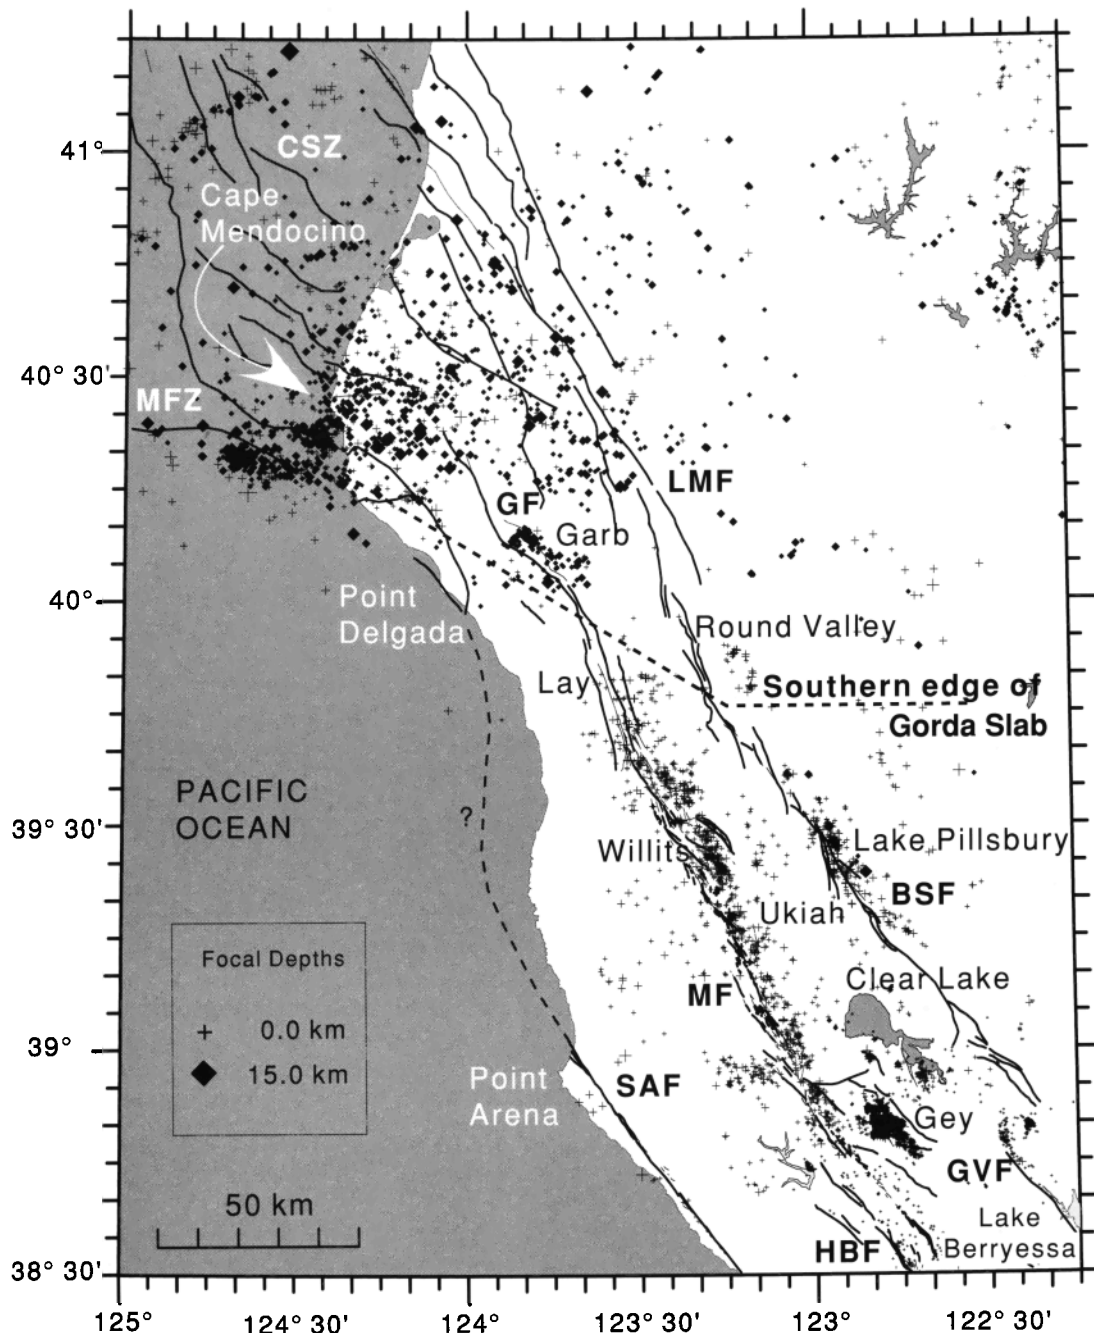 41°
CSZ
Cape
Mendocino
40° 30'
MFZ
LMF
GF
Garb
40°
Point
Delgada
Round Valley
Lay
Southern edge of
Gorda Slab
PACIFIC
OCEAN
?
39° 30'
Willits
Lake Pillsbury
BSF
Ukiah
Clear Lake
MF
Focal Depths
0.0 km
15.0 km
39°
Point
Arena
SAF
Gey
GVF
50 km
Lake
Berryessa
HBF
38° 30'
125° 124° 30' 124° 123° 30' 123° 122° 30'